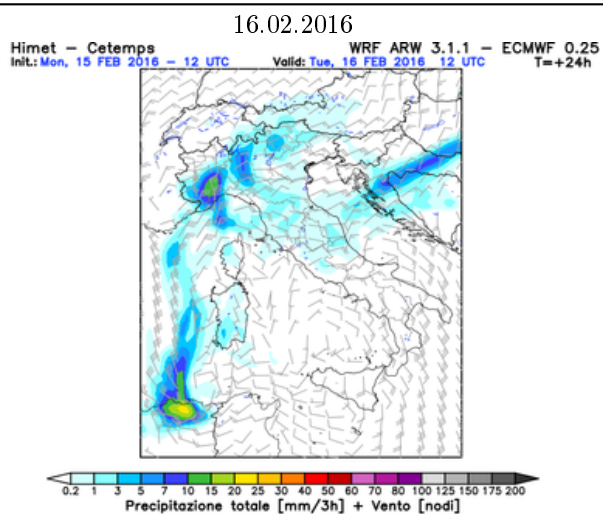 16.02.2016
Himet – Cetemps WRF ARW 3.1.1 – ECMWF 0.25
Init.: Mon, 15 FEB 2016 – 12 UTC Valid: Tue, 16 FEB 2016 12 UTC T=+24h
0.2 1 3 5 7 10 15 20 25 30 40 50 60 70 80 100 125 150 175 200
Precipitazione totale [mm/3h] + Vento [nodi]